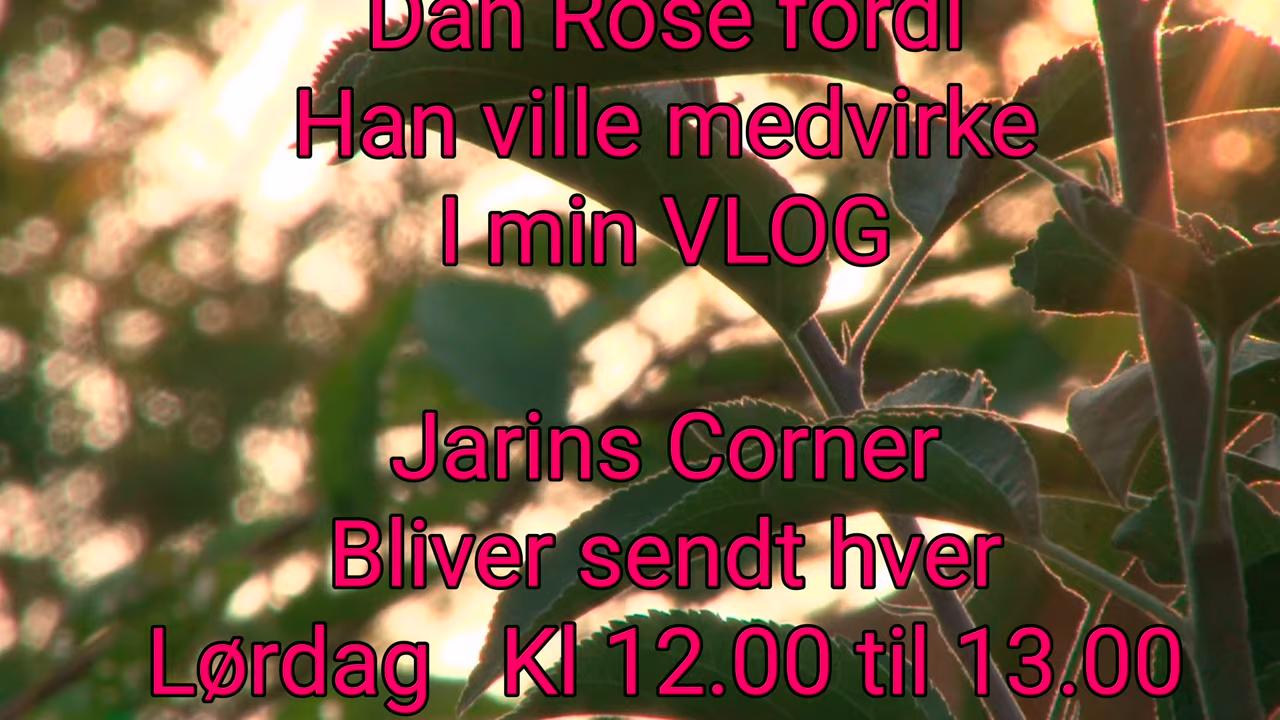 Dan Rose fordi
Han ville medvirke
I min VLOG
Jarins Corner
Bliver sendt hver
Lørdag Kl 12.00 til 13.00